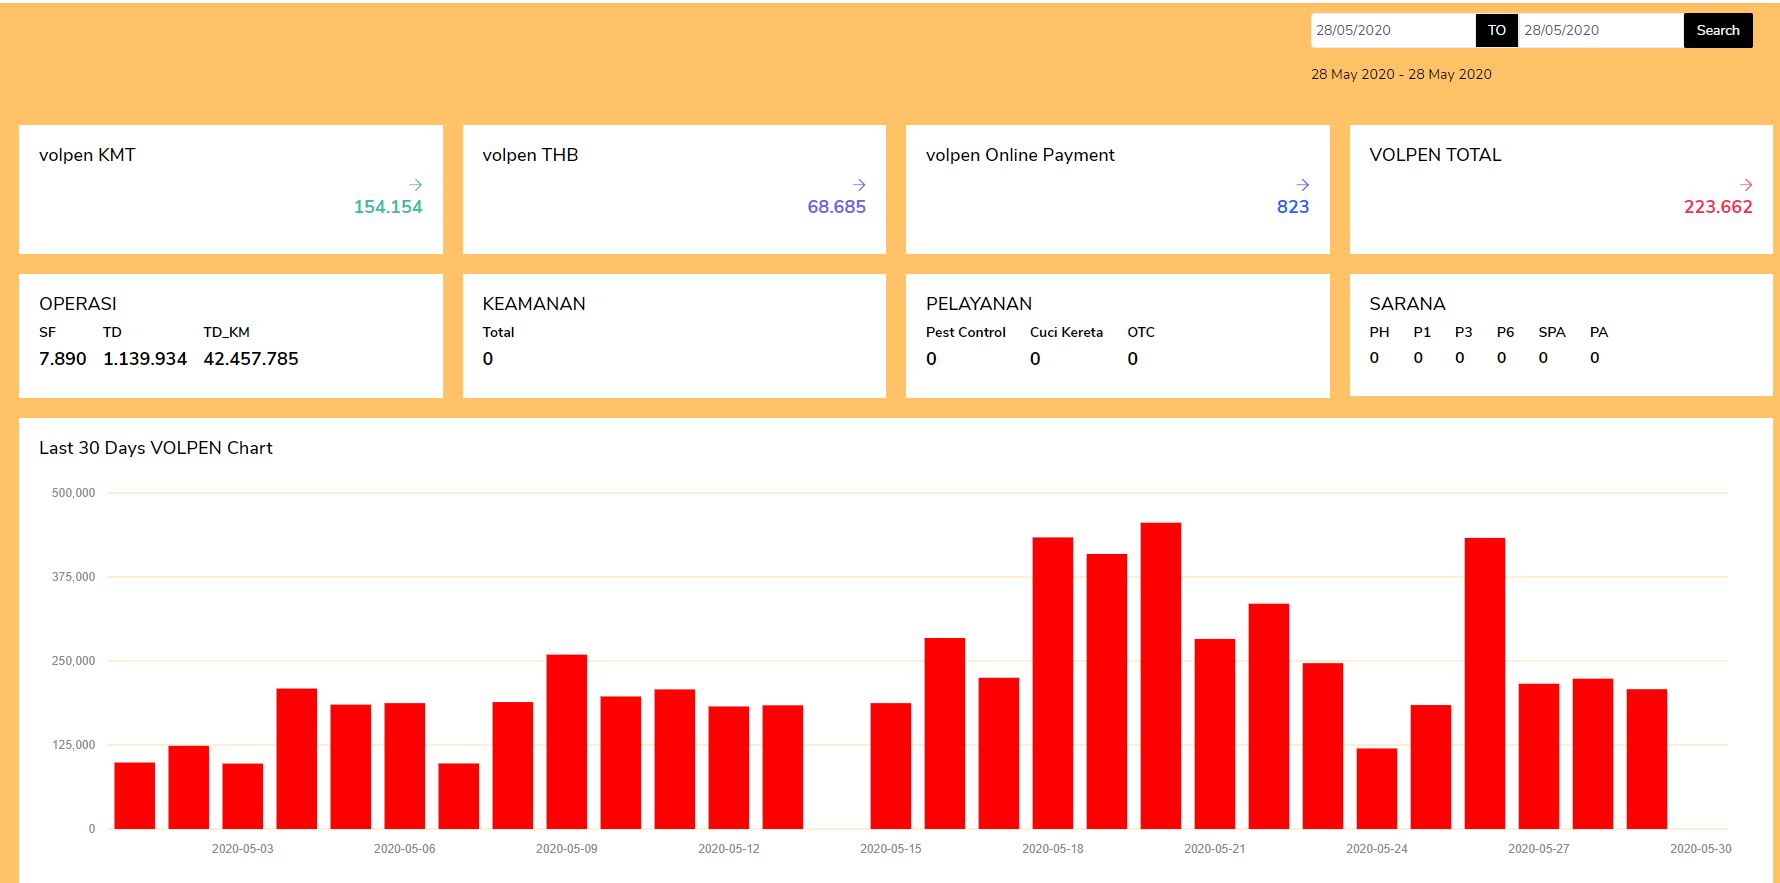 28/05/2020 TO 28/05/2020 Search
28 May 2020 - 28 May 2020
volpen KMT
→
154.154
volpen THB
→
68.685
volpen Online Payment
→
823
VOLPEN TOTAL
→
223.662
OPERASI
SF TD TD_KM
7.890 1.139.934 42.457.785
KEAMANAN
Total
0
PELAYANAN
Pest Control Cuci Kereta OTC
0 0 0
SARANA
PH P1 P3 P6 SPA PA
0 0 0 0 0 0
Last 30 Days VOLPEN Chart
500,000
375,000
250,000
125,000
0
2020-05-03 2020-05-06 2020-05-09 2020-05-12 2020-05-15 2020-05-18 2020-05-21 2020-05-24 2020-05-27 2020-05-30